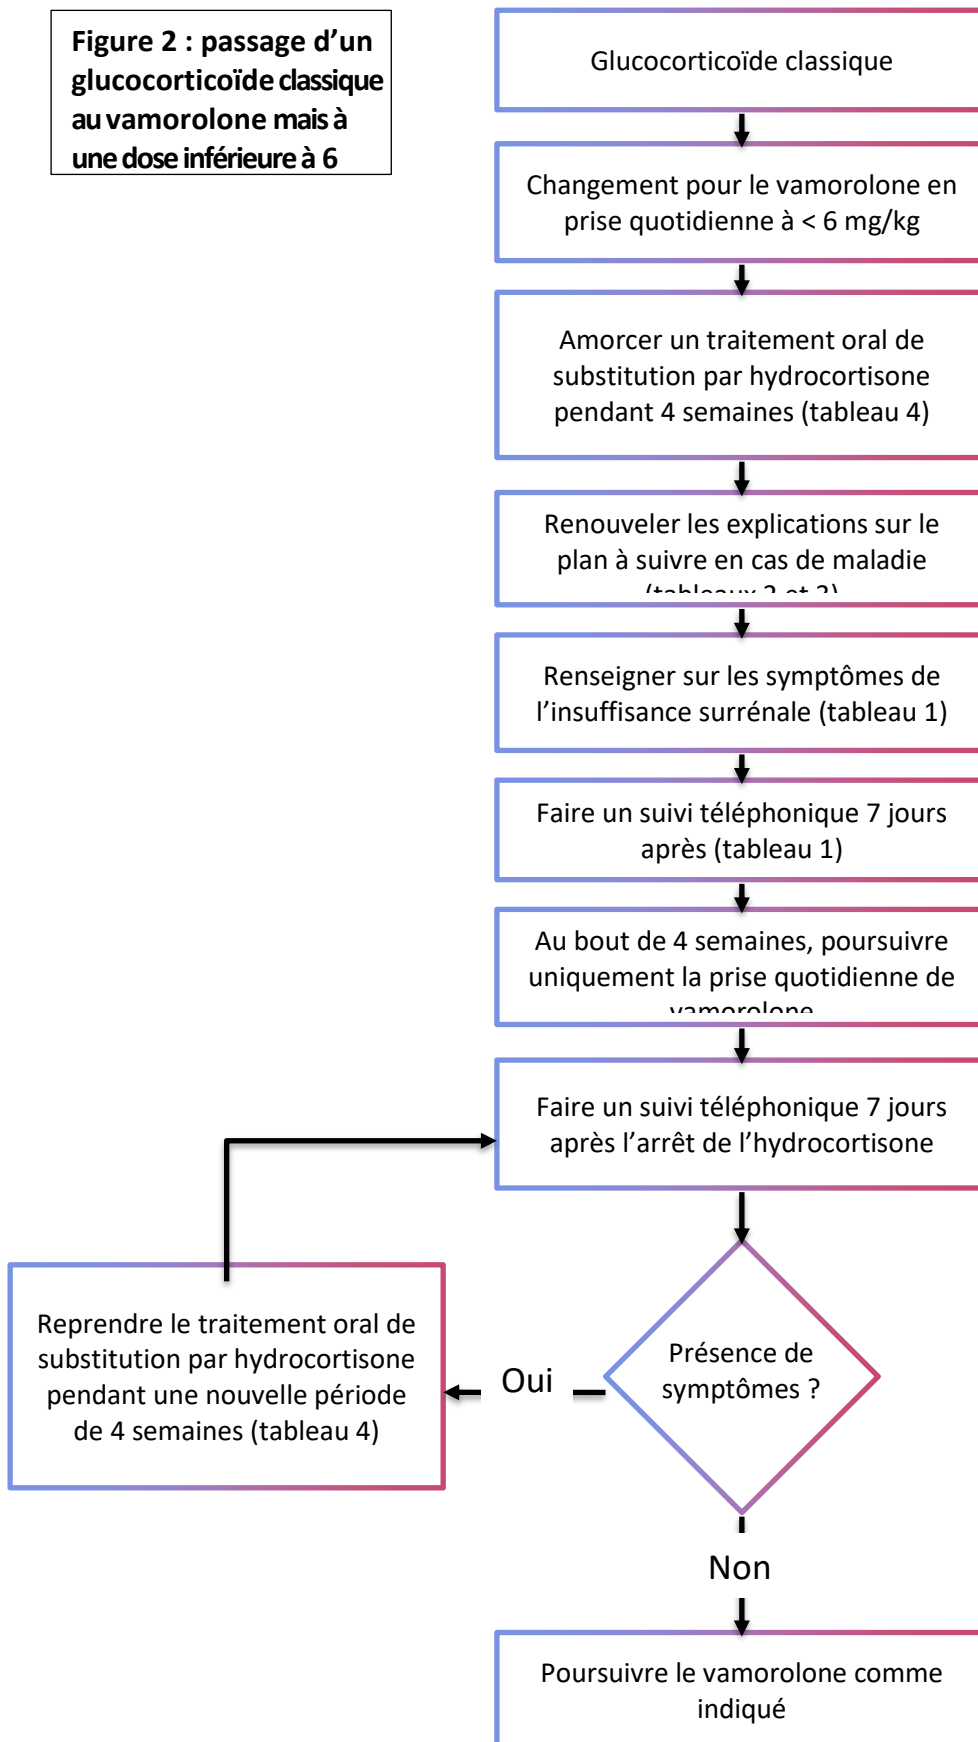 Figure 2 : passage d’un
glucocorticoïde classique
au vamorolone mais à
une dose inférieure à 6
Glucocorticoïde classique
Changement pour le vamorolone en
prise quotidienne à < 6 mg/kg
Amorcer un traitement oral de
substitution par hydrocortisone
pendant 4 semaines (tableau 4)
Renouveler les explications sur le
plan à suivre en cas de maladie
(tableaux 2 et 3)
Renseigner sur les symptômes de
l’insuffisance surrénale (tableau 1)
Faire un suivi téléphonique 7 jours
après (tableau 1)
Au bout de 4 semaines, poursuivre
uniquement la prise quotidienne de
vamorolone
Faire un suivi téléphonique 7 jours
après l’arrêt de l’hydrocortisone
Présence de
symptômes ?
Oui
Reprendre le traitement oral de
substitution par hydrocortisone
pendant une nouvelle période
de 4 semaines (tableau 4)
Non
Poursuivre le vamorolone comme
indiqué